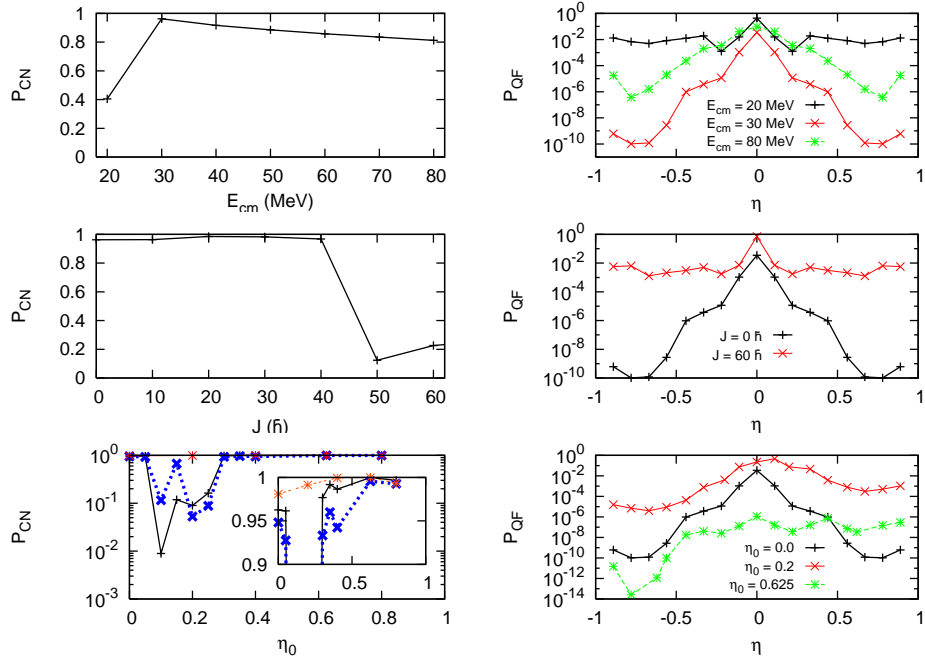 1
0.8
0.6
0.4
0.2
0
P_CN
20 30 40 50 60 70 80
E_cm (MeV)
10^0
10^-2
10^-4
10^-6
10^-8
10^-10
P_QF
E_cm = 20 MeV
E_cm = 30 MeV
E_cm = 80 MeV
-1 -0.5 0 0.5 1
η
1
0.8
0.6
0.4
0.2
0
P_CN
0 10 20 30 40 50 60
J (ħ)
10^0
10^-2
10^-4
10^-6
10^-8
10^-10
P_QF
J = 0 ħ
J = 60 ħ
-1 -0.5 0 0.5 1
η
10^0
10^-1
10^-2
10^-3
P_CN
1
0.95
0.9
0 0.5 1
0 0.2 0.4 0.6 0.8 1
η_0
10^0
10^-2
10^-4
10^-6
10^-8
10^-10
10^-12
10^-14
P_QF
η_0 = 0.0
η_0 = 0.2
η_0 = 0.625
-1 -0.5 0 0.5 1
η